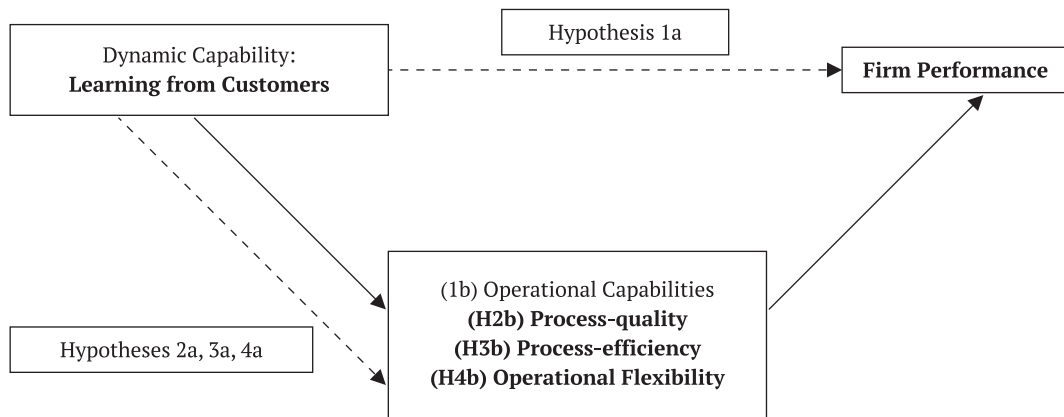 Hypothesis 1a
Dynamic Capability:
Learning from Customers
Firm Performance
(1b) Operational Capabilities
(H2b) Process-quality
(H3b) Process-efficiency
(H4b) Operational Flexibility
Hypotheses 2a, 3a, 4a